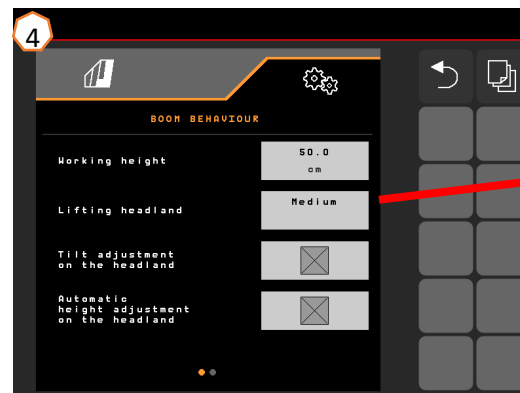 4
BOOM BEHAVIOUR
Working height
50.0
cm
Lifting headland
Medium
Tilt adjustment
on the headland
Automatic
height adjustment
on the headland